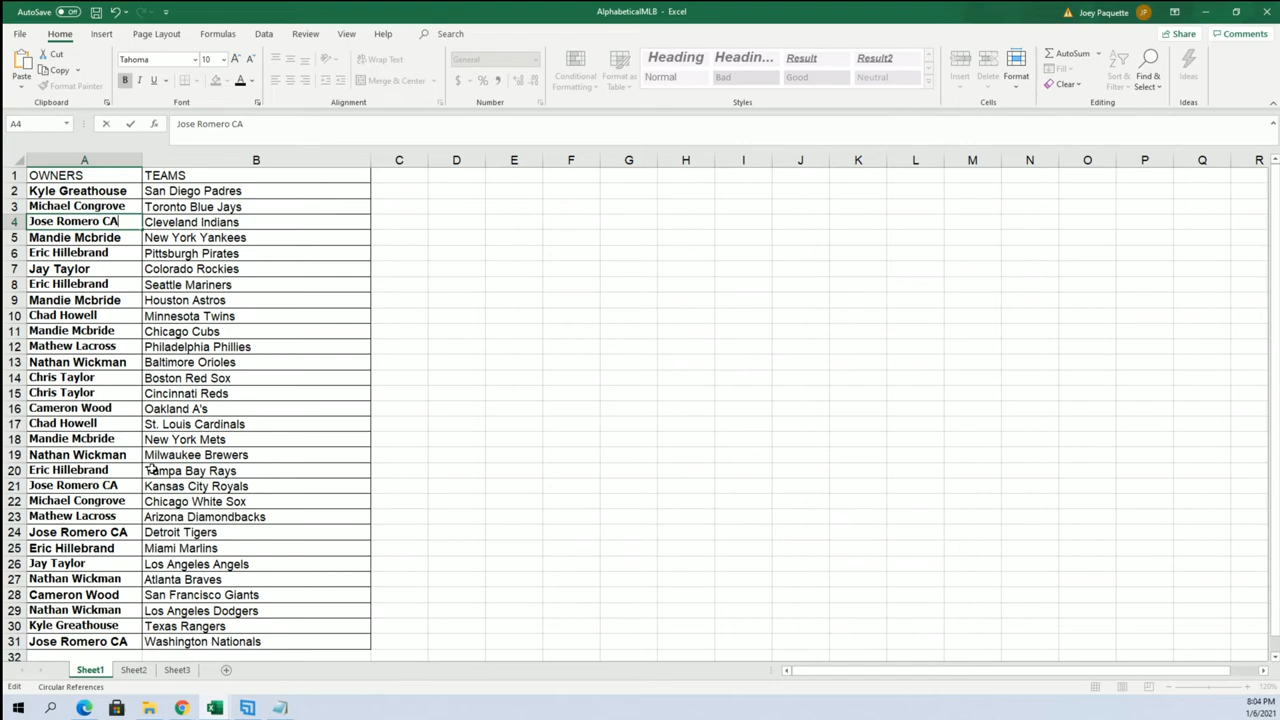 AutoSave Off AlphabeticalMLB - Excel Joey Paquette JP
File Home Insert Page Layout Formulas Data Review View Help Search Share Comments
Paste Cut Copy Format Painter
Tahoma 10 A A Wrap Text General
B I U A Merge & Center $ % ,
Conditional Formatting Format as Table
Heading Headin... Result Result2
Normal Bad Good Neutral
Insert Delete Format
AutoSum Fill Clear
Sort & Filter Find & Select Ideas
Clipboard Font Alignment Number Styles Cells Editing Ideas
A4 fx Jose Romero CA
A B C D E F G H I J K L M N O P Q R
1 OWNERS TEAMS
2 Kyle Greathouse San Diego Padres
3 Michael Congrove Toronto Blue Jays
4 Jose Romero CA Cleveland Indians
5 Mandie Mcbride New York Yankees
6 Eric Hillebrand Pittsburgh Pirates
7 Jay Taylor Colorado Rockies
8 Eric Hillebrand Seattle Mariners
9 Mandie Mcbride Houston Astros
10 Chad Howell Minnesota Twins
11 Mandie Mcbride Chicago Cubs
12 Mathew Lacross Philadelphia Phillies
13 Nathan Wickman Baltimore Orioles
14 Chris Taylor Boston Red Sox
15 Chris Taylor Cincinnati Reds
16 Cameron Wood Oakland A's
17 Chad Howell St. Louis Cardinals
18 Mandie Mcbride New York Mets
19 Nathan Wickman Milwaukee Brewers
20 Eric Hillebrand Tampa Bay Rays
21 Jose Romero CA Kansas City Royals
22 Michael Congrove Chicago White Sox
23 Mathew Lacross Arizona Diamondbacks
24 Jose Romero CA Detroit Tigers
25 Eric Hillebrand Miami Marlins
26 Jay Taylor Los Angeles Angels
27 Nathan Wickman Atlanta Braves
28 Cameron Wood San Francisco Giants
29 Nathan Wickman Los Angeles Dodgers
30 Kyle Greathouse Texas Rangers
31 Jose Romero CA Washington Nationals
32
Sheet1 Sheet2 Sheet3
Edit Circular References 120%
8:04 PM
1/6/2021